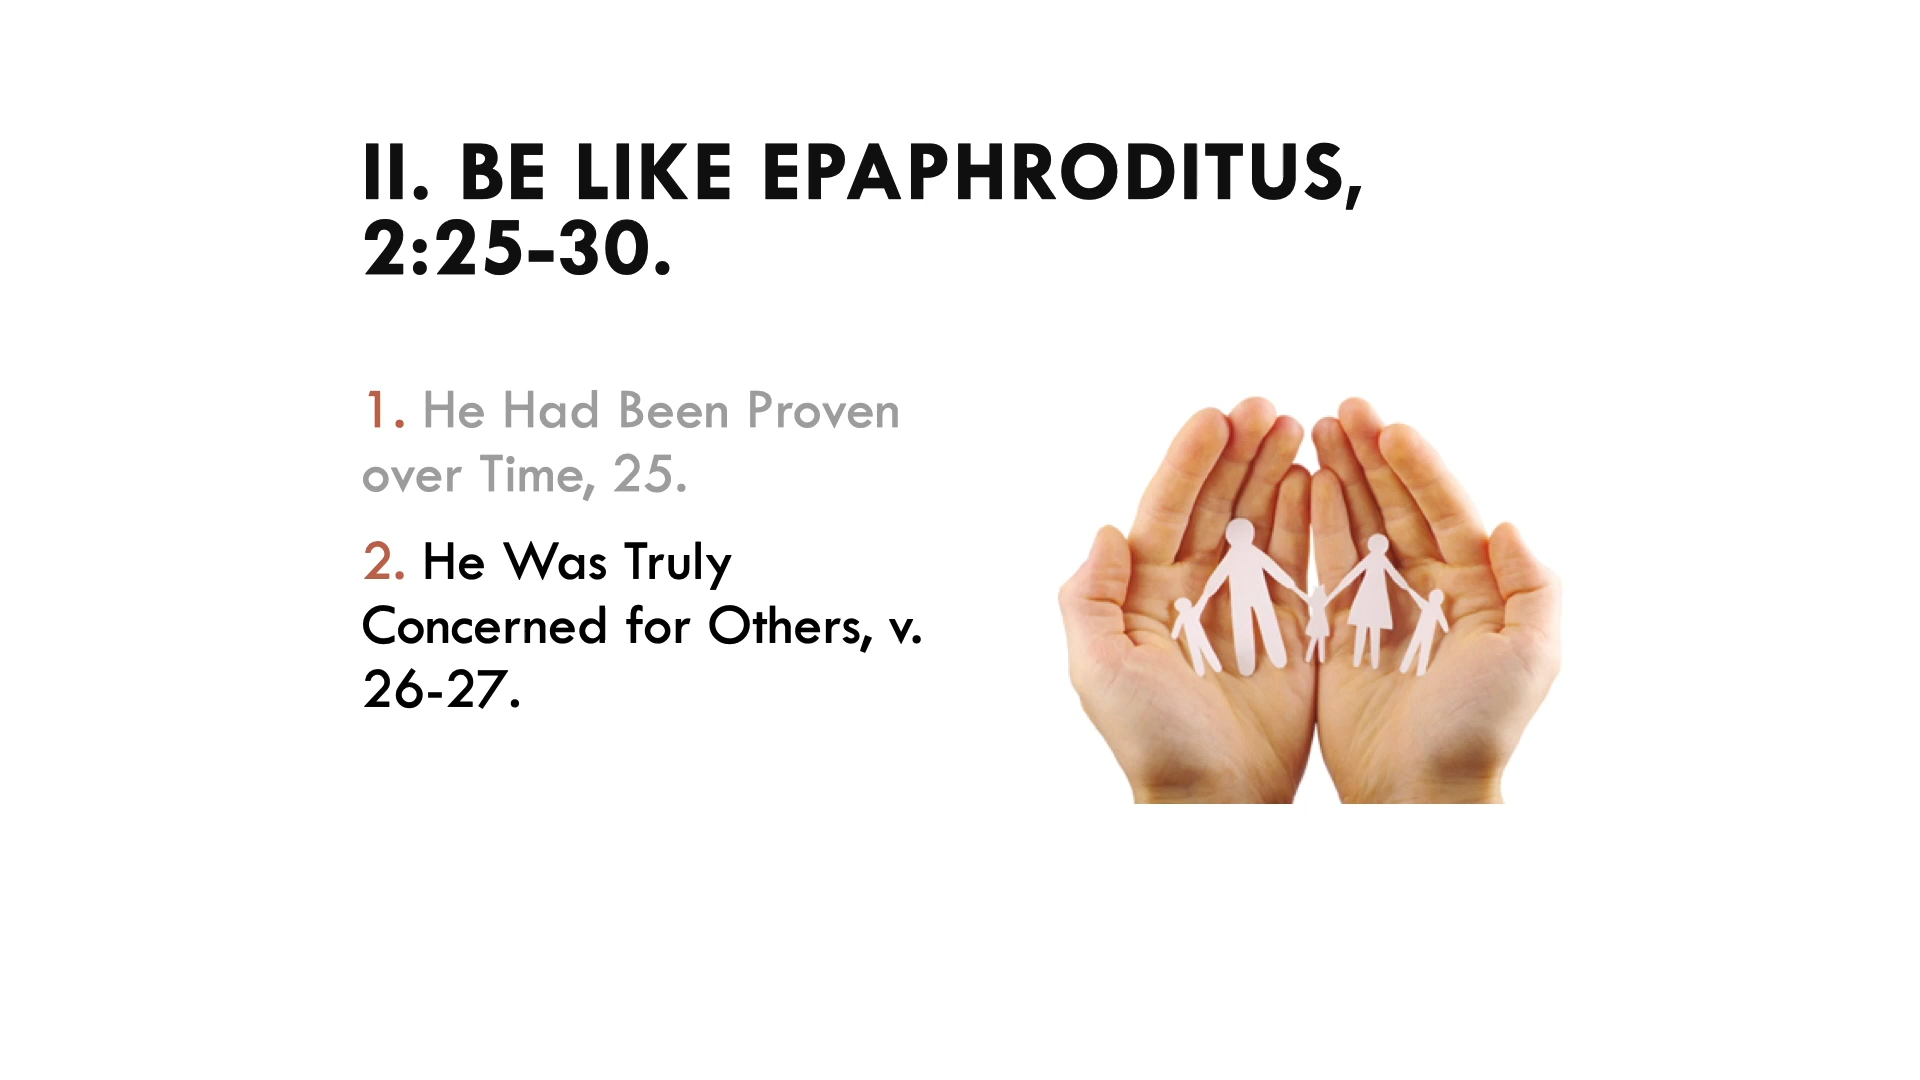 II. BE LIKE EPAPHRODITUS,
2:25-30.
1. He Had Been Proven
over Time, 25.
2. He Was Truly
Concerned for Others, v.
26-27.